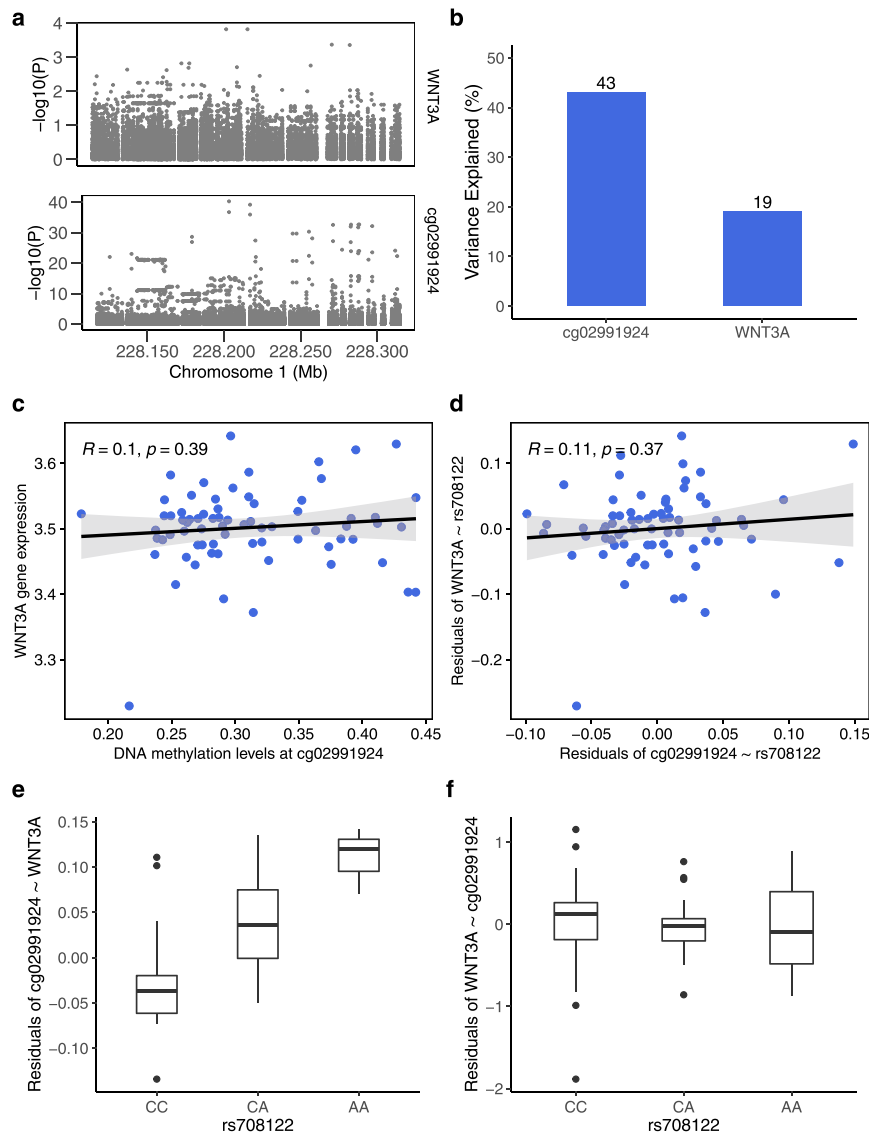 a
4
3
2
1
0
−log10(P)
WNT3A
40
30
20
10
0
−log10(P)
cg02991924
228.150 228.200 228.250 228.300
Chromosome 1 (Mb)
b
50
40
30
20
10
0
Variance Explained (%)
43
19
cg02991924 WNT3A
c
R = 0.1, p = 0.39
3.6
3.5
3.4
3.3
WNT3A gene expression
0.20 0.25 0.30 0.35 0.40 0.45
DNA methylation levels at cg02991924
d
R = 0.11, p = 0.37
0.1
0.0
−0.1
−0.2
Residuals of WNT3A ~ rs708122
−0.10 −0.05 0.00 0.05 0.10 0.15
Residuals of cg02991924 ~ rs708122
e
0.15
0.10
0.05
0.00
−0.05
−0.10
Residuals of cg02991924 ~ WNT3A
CC CA AA
rs708122
f
1
0
−1
−2
Residuals of WNT3A ~ cg02991924
CC CA AA
rs708122